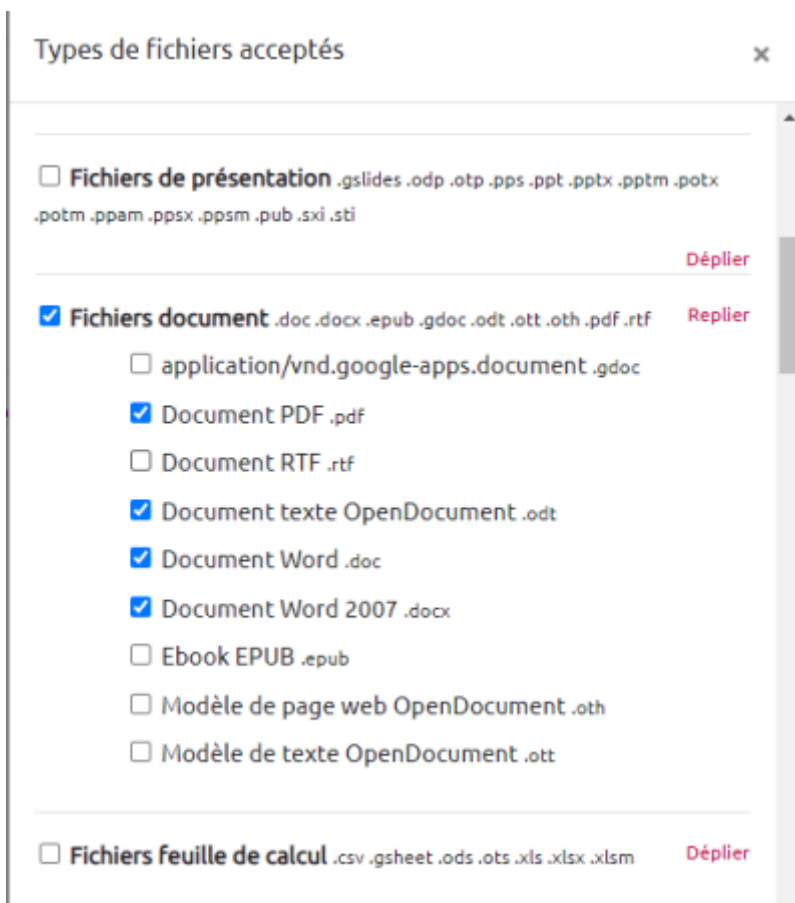 Types de fichiers acceptés ×
Fichiers de présentation .gslides .odp .otp .pps .ppt .pptx .pptm .potx
.potm .ppam .ppsx .ppsm .pub .sxi .sti
Déplier
Fichiers document .doc .docx .epub .gdoc .odt .ott .oth .pdf .rtf Replier
application/vnd.google-apps.document .gdoc
Document PDF .pdf
Document RTF .rtf
Document texte OpenDocument .odt
Document Word .doc
Document Word 2007 .docx
Ebook EPUB .epub
Modèle de page web OpenDocument .oth
Modèle de texte OpenDocument .ott
Fichiers feuille de calcul .csv .gsheet .ods .ots .xls .xlsx .xlsm Déplier